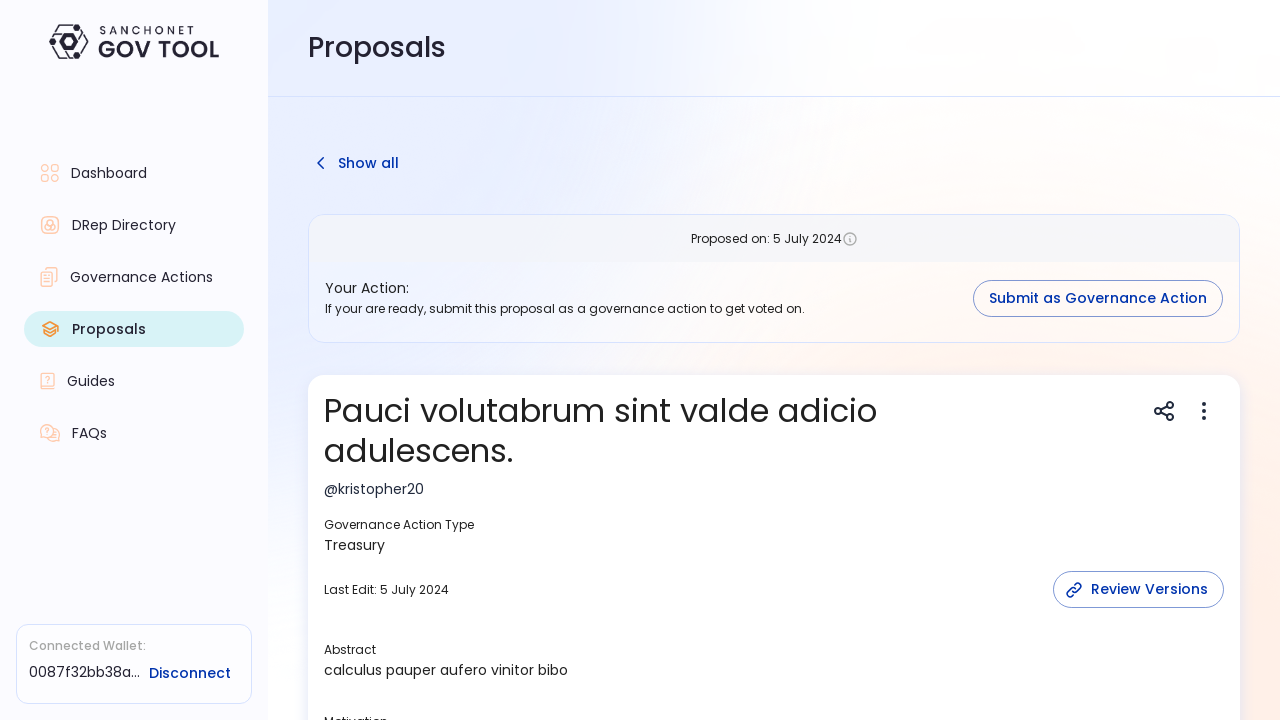 SANCHONET
GOV TOOL
Proposals
Dashboard
DRep Directory
Governance Actions
Proposals
Guides
FAQs
Connected Wallet:
0087f32bb38a...
Disconnect
Show all
Proposed on: 5 July 2024
Your Action:
If your are ready, submit this proposal as a governance action to get voted on.
Submit as Governance Action
Pauci volutabrum sint valde adicio
adulescens.
@kristopher20
Governance Action Type
Treasury
Last Edit: 5 July 2024
Review Versions
Abstract
calculus pauper aufero vinitor bibo
Motivation